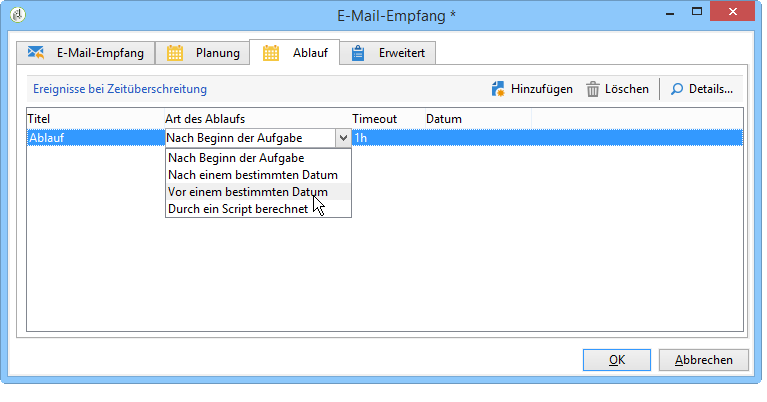 E-Mail-Empfang *
E-Mail-Empfang Planung Ablauf Erweitert
Ereignisse bei Zeitüberschreitung Hinzufügen Löschen Details...
Titel Art des Ablaufs Timeout Datum
Ablauf Nach Beginn der Aufgabe 1h
Nach Beginn der Aufgabe
Nach einem bestimmten Datum
Vor einem bestimmten Datum
Durch ein Script berechnet
OK Abbrechen